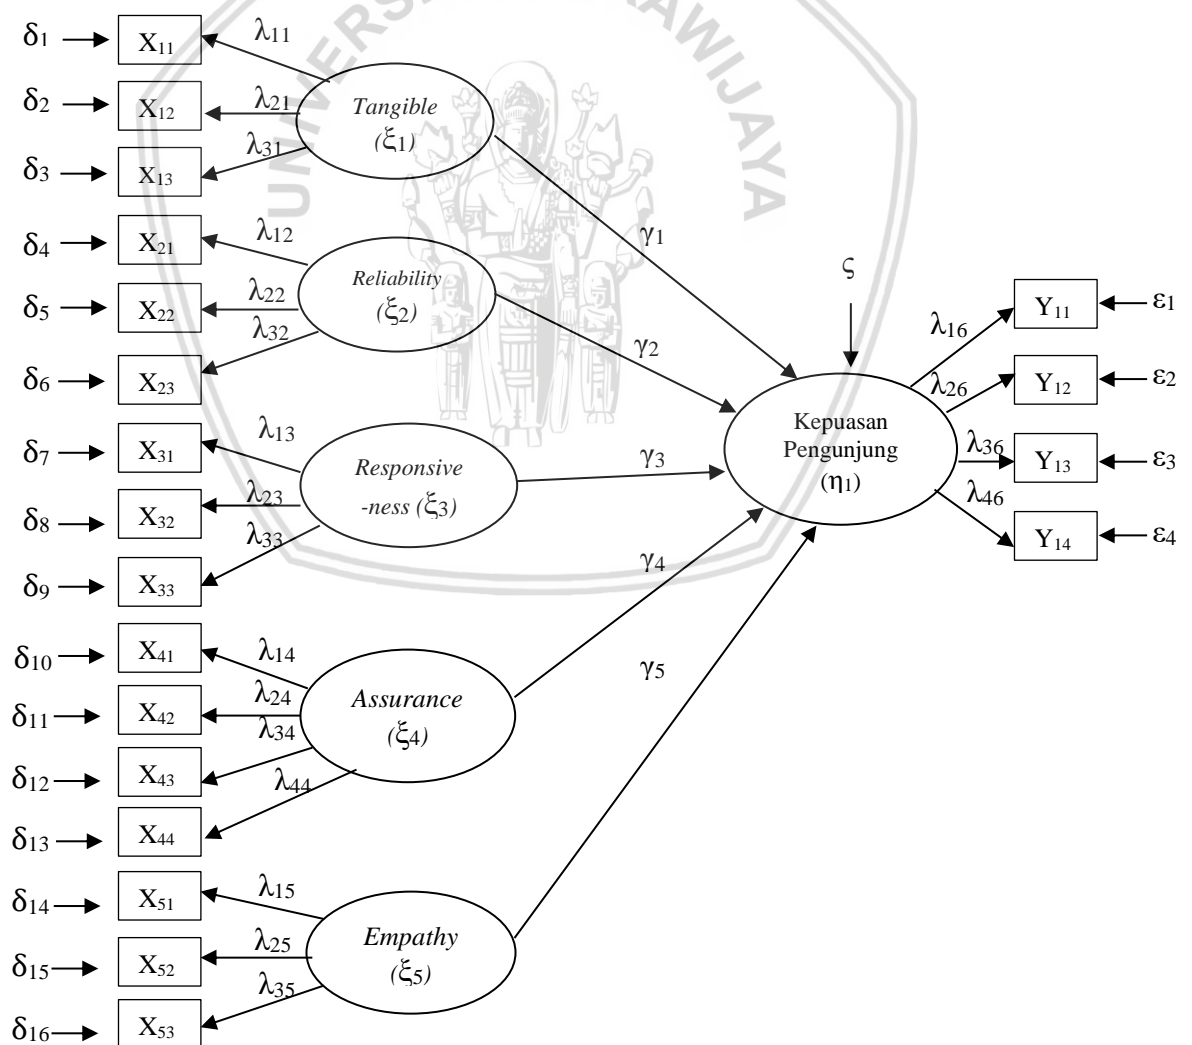 δ1 X11 λ11
δ2 X12 λ21
δ3 X13 λ31
Tangible
(ξ1)
δ4 X21 λ12
δ5 X22 λ22
δ6 X23 λ32
Reliability
(ξ2)
δ7 X31 λ13
δ8 X32 λ23
δ9 X33 λ33
Responsive
-ness (ξ3)
δ10 X41 λ14
δ11 X42 λ24
δ12 X43 λ34
δ13 X44 λ44
Assurance
(ξ4)
δ14 X51 λ15
δ15 X52 λ25
δ16 X53 λ35
Empathy
(ξ5)
γ1
γ2
γ3
γ4
γ5
ς
Kepuasan
Pengunjung
(η1)
λ16 Y11 ε1
λ26 Y12 ε2
λ36 Y13 ε3
λ46 Y14 ε4